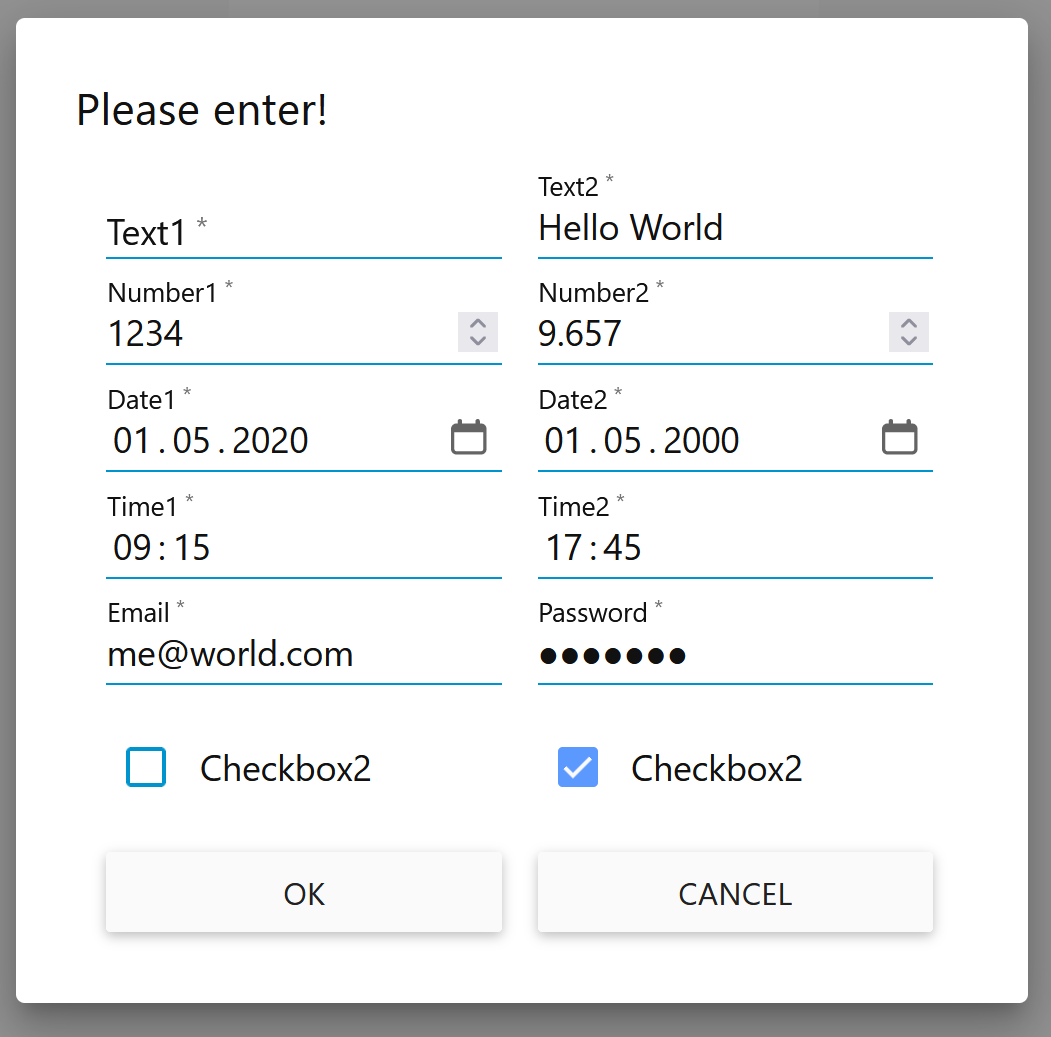 Please enter!
Text1 *
Text2 *
Hello World
Number1 *
1234
Number2 *
9.657
Date1 *
01.05.2020
Date2 *
01.05.2000
Time1 *
09:15
Time2 *
17:45
Email *
me@world.com
Password *
●●●●●●●
Checkbox2
Checkbox2
OK
CANCEL